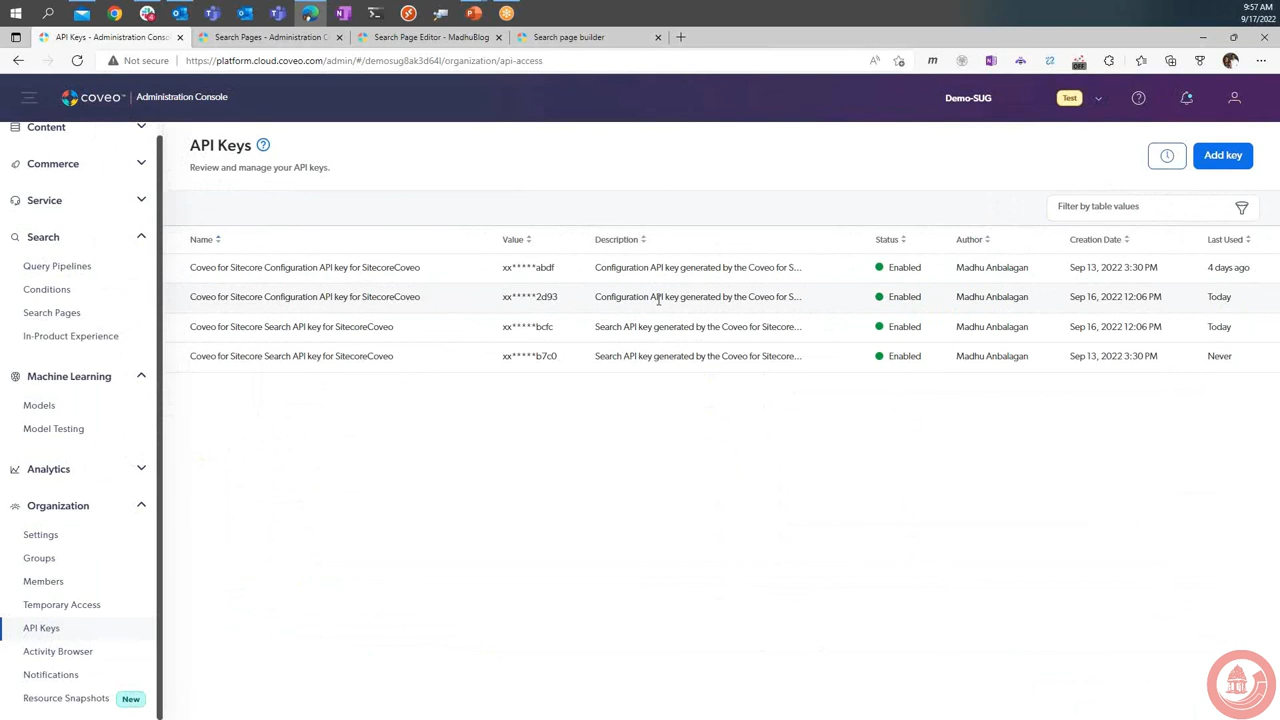 9:57 AM
9/17/2022
API Keys - Administration Conso
Search Pages - Administration C
Search Page Editor - MadhuBlog
Search page builder
Not secure
https://platform.cloud.coveo.com/admin/#/demosug8ak3d64l/organization/api-access
coveo™ Administration Console
Demo-SUG
Test
Content
Commerce
Service
Search
Query Pipelines
Conditions
Search Pages
In-Product Experience
Machine Learning
Models
Model Testing
Analytics
Organization
Settings
Groups
Members
Temporary Access
API Keys
Activity Browser
Notifications
Resource Snapshots New
API Keys
Review and manage your API keys.
Add key
Filter by table values
Name Value Description Status Author Creation Date Last Used
Coveo for Sitecore Configuration API key for SitecoreCoveo xx*****abdf Configuration API key generated by the Coveo for S... Enabled Madhu Anbalagan Sep 13, 2022 3:30 PM 4 days ago
Coveo for Sitecore Configuration API key for SitecoreCoveo xx*****2d93 Configuration API key generated by the Coveo for S... Enabled Madhu Anbalagan Sep 16, 2022 12:06 PM Today
Coveo for Sitecore Search API key for SitecoreCoveo xx*****bcfc Search API key generated by the Coveo for Sitecore... Enabled Madhu Anbalagan Sep 16, 2022 12:06 PM Today
Coveo for Sitecore Search API key for SitecoreCoveo xx*****b7c0 Search API key generated by the Coveo for Sitecore... Enabled Madhu Anbalagan Sep 13, 2022 3:30 PM Never